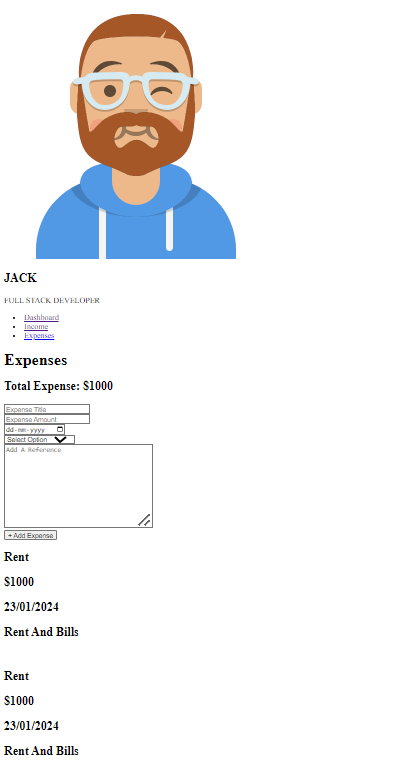 JACK
FULL STACK DEVELOPER
Dashboard
Income
Expenses
Expenses
Total Expense: $1000
Expense Title
Expense Amount
dd-mm-yyyy
Select Option
Add A Reference
+ Add Expense
Rent
$1000
23/01/2024
Rent And Bills
Rent
$1000
23/01/2024
Rent And Bills